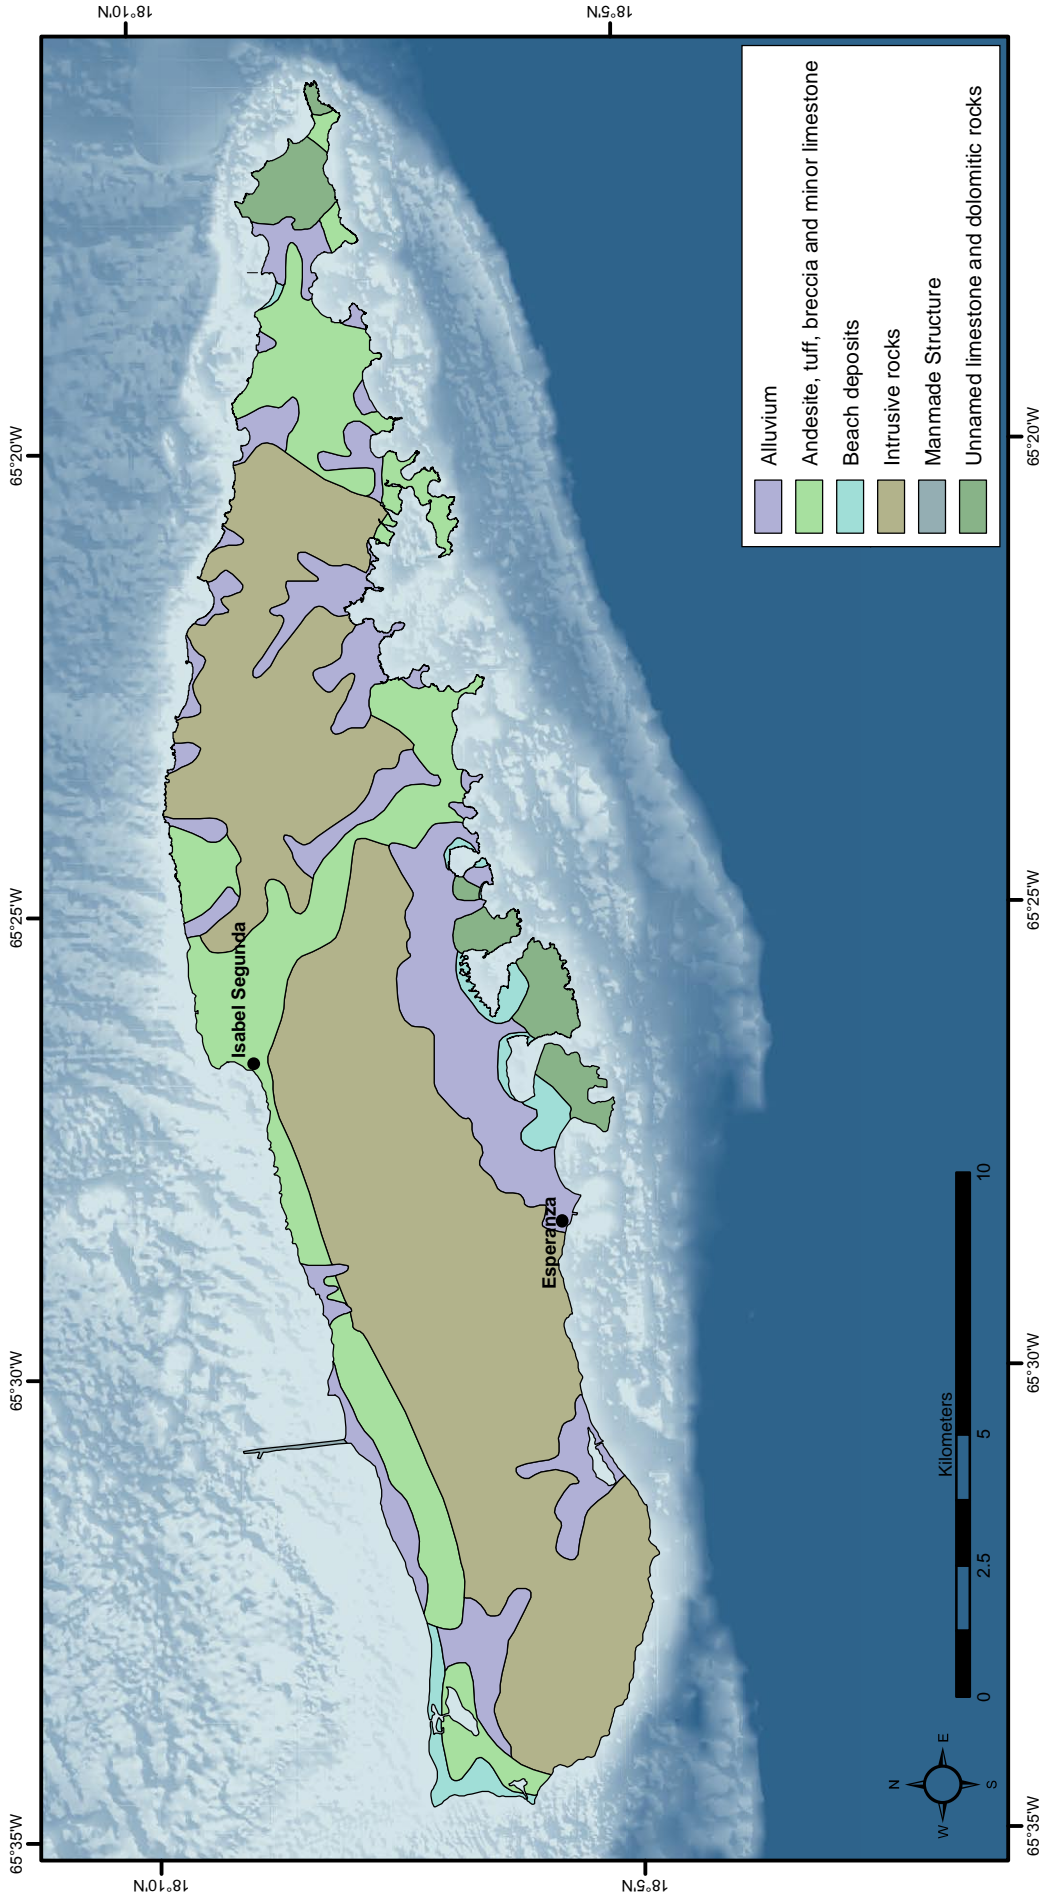 65°35'W
65°30'W
65°25'W
65°20'W
18°10'N
18°10'N
18°5'N
18°5'N
Isabel Segunda
Esperanza
Alluvium
Andesite, tuff, breccia and minor limestone
Beach deposits
Intrusive rocks
Manmade Structure
Unnamed limestone and dolomitic rocks
N
W
E
S
Kilometers
0
2.5
5
10
65°35'W
65°30'W
65°25'W
65°20'W